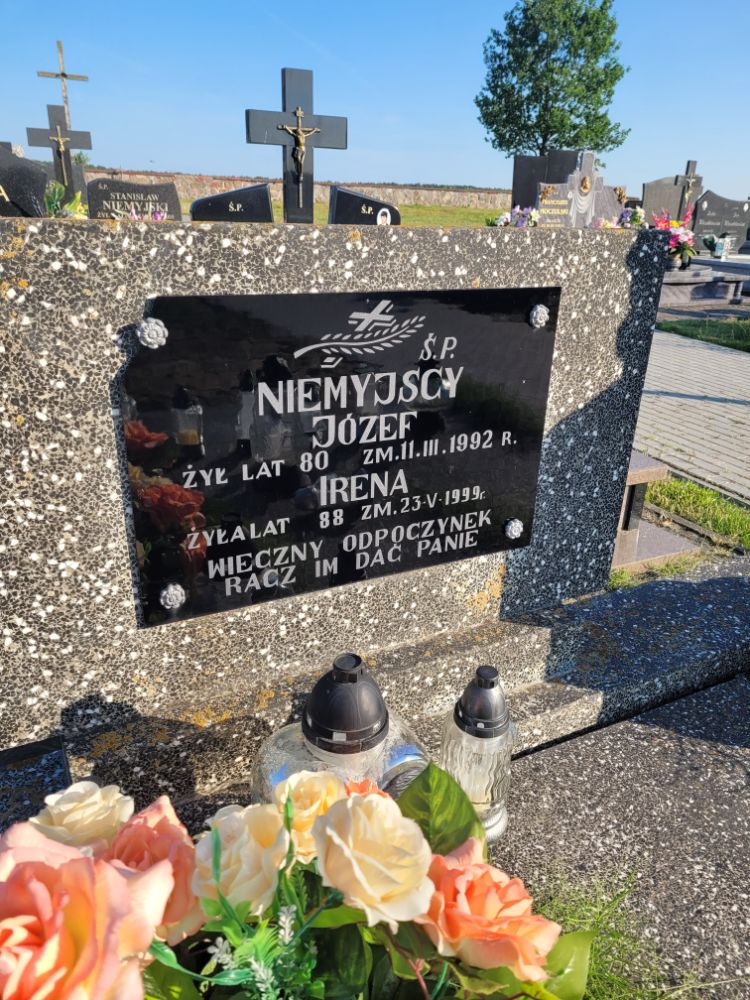 Ś.P.
STANISŁAW
NIEMYJSKI
Ś.P.
Ś.P.
Ś.P.
NIEMYJSCY
JÓZEF
ŻYŁ LAT 80 ZM.11.III.1992 R.
IRENA
ŻYŁA LAT 88 ZM.23-V-1999r.
WIECZNY ODPOCZYNEK
RACZ IM DAĆ PANIE